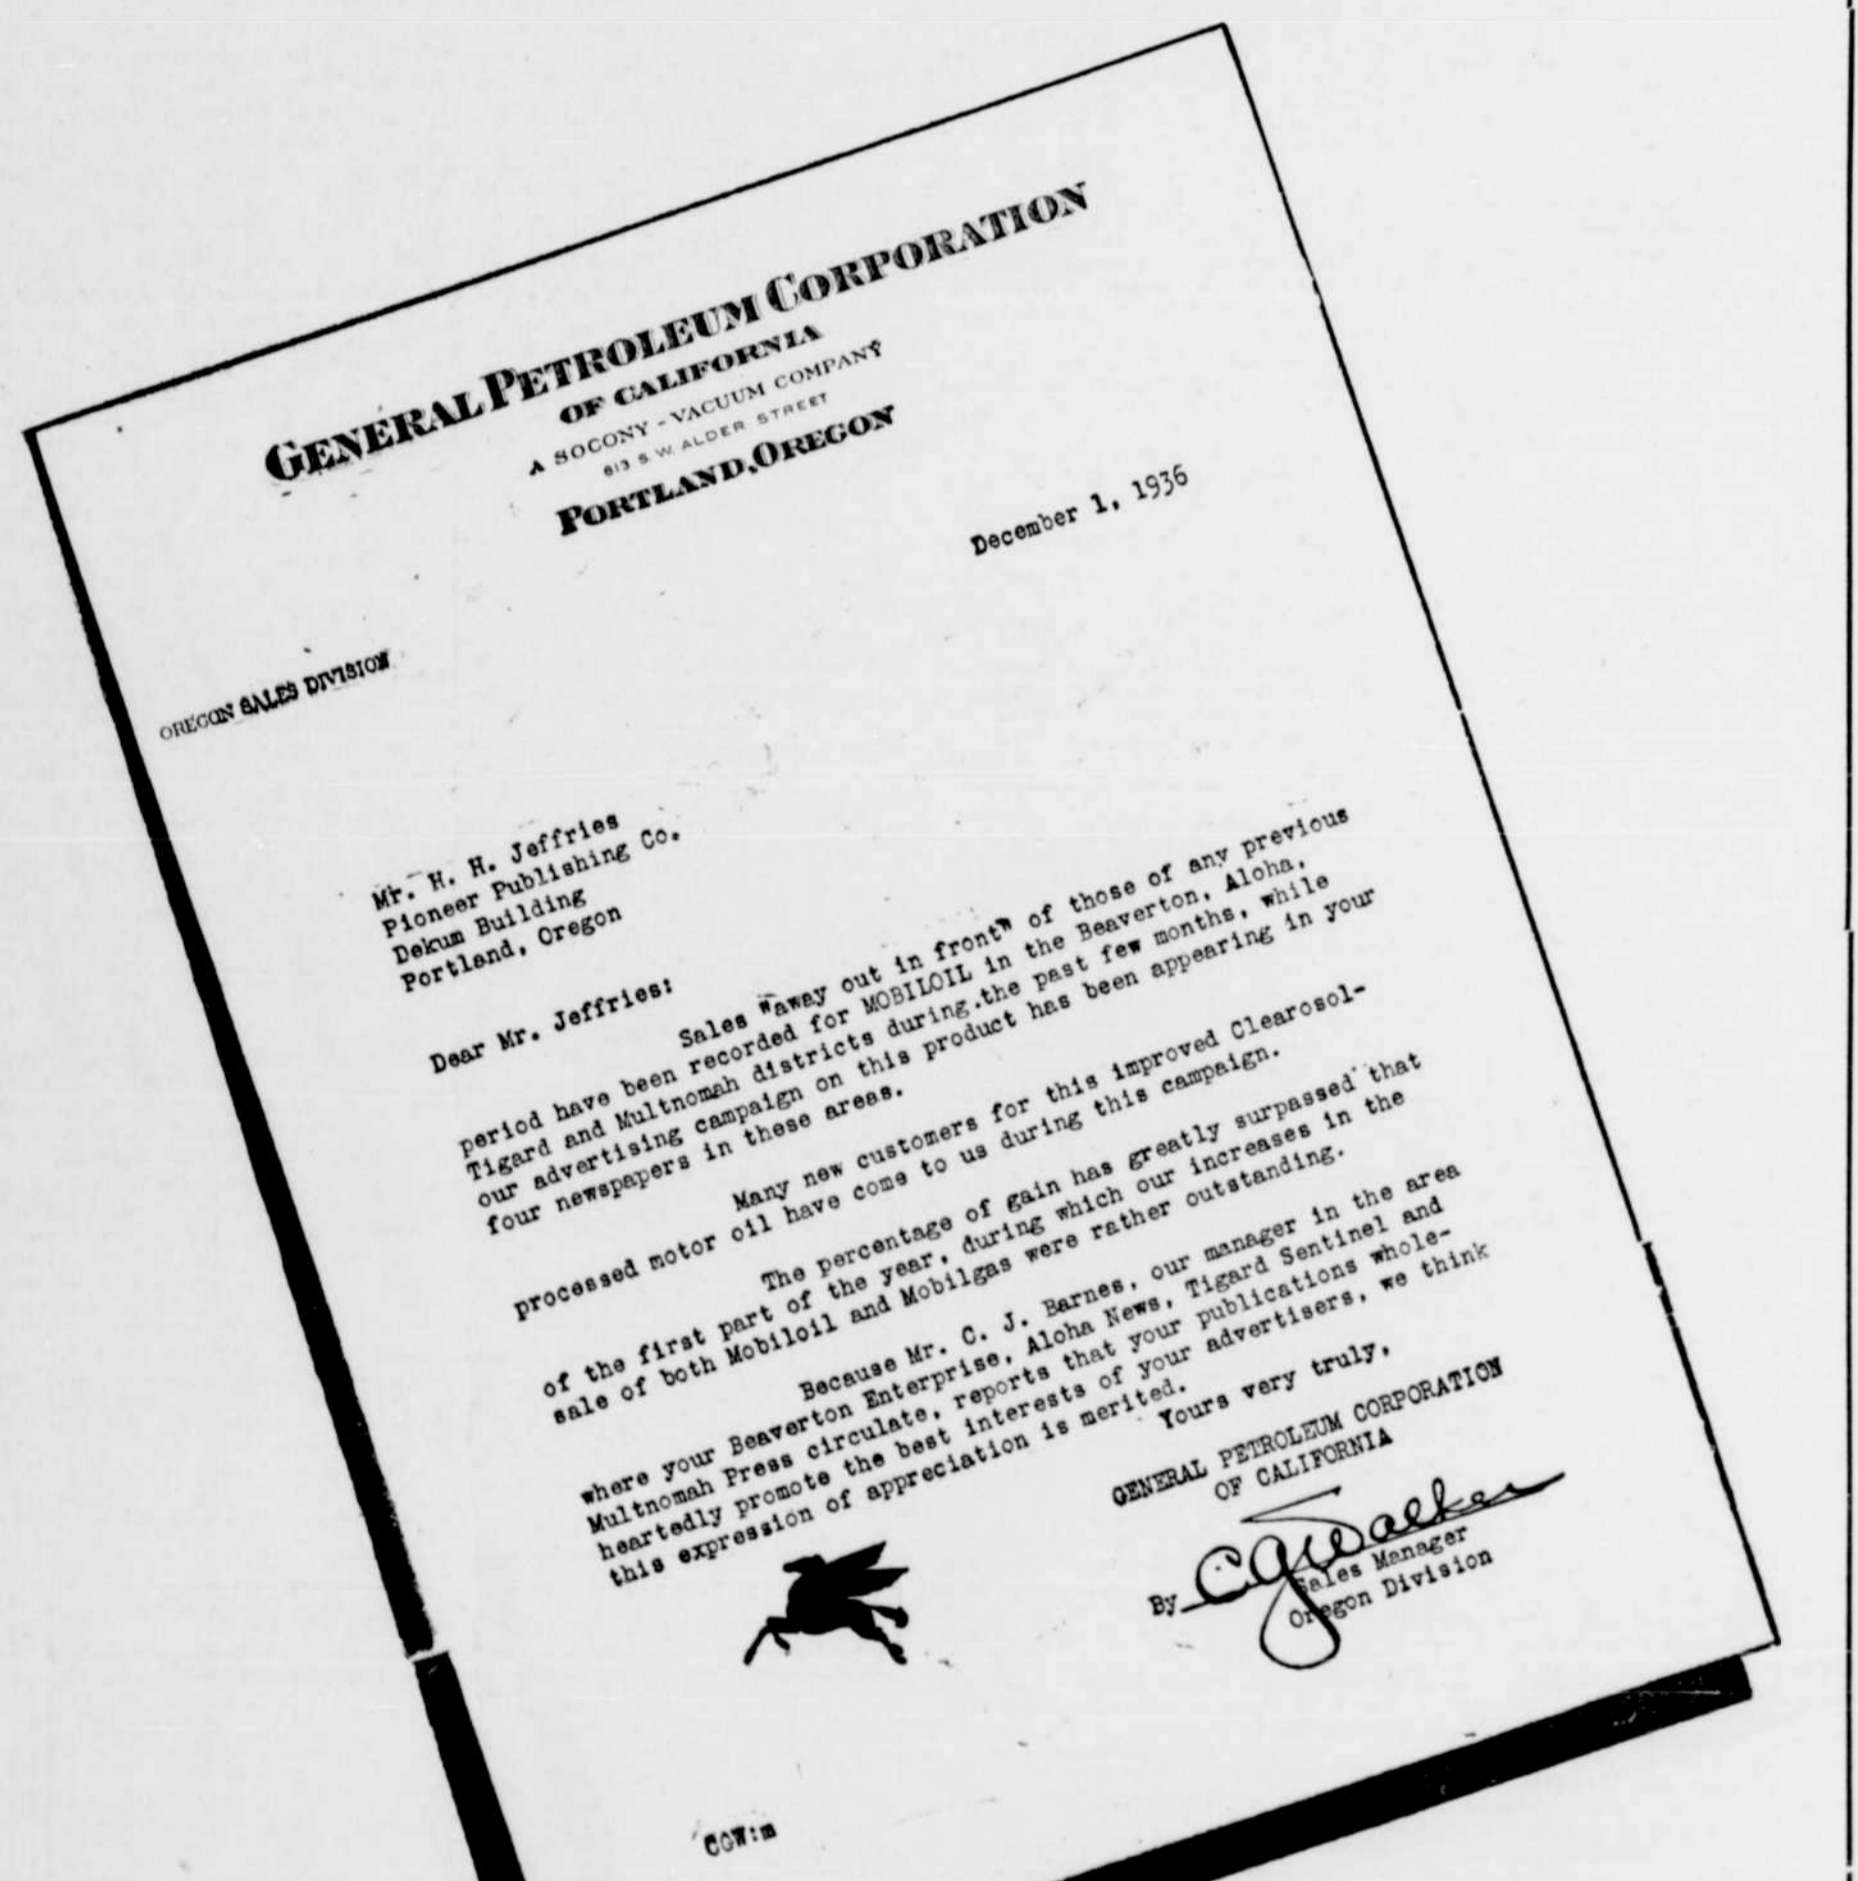 GENERAL PETROLEUM CORPORATION
OF CALIFORNIA
A SOCONY - VACUUM COMPANY
613 S. W. ALDER STREET
PORTLAND, OREGON
December 1, 1936
OREGON SALES DIVISION
Mr. H. H. Jeffries
Pioneer Publishing Co.
Dekum Building
Portland, Oregon
Dear Mr. Jeffries:
Sales "away out in front" of those of any previous
period have been recorded for MOBILOIL in the Beaverton, Aloha,
Tigard and Multnomah districts during the past few months, while
our advertising campaign on this product has been appearing in your
four newspapers in these areas.
Many new customers for this improved Clearosol-
processed motor oil have come to us during this campaign.
The percentage of gain has greatly surpassed that
of the first part of the year, during which our increases in the
sale of both Mobiloil and Mobilgas were rather outstanding.
Because Mr. C. J. Barnes, our manager in the area
where your Beaverton Enterprise, Aloha News, Tigard Sentinel and
Multnomah Press circulate, reports that your publications whole-
heartedly promote the best interests of your advertisers, we think
this expression of appreciation is merited.
Yours very truly,
GENERAL PETROLEUM CORPORATION
OF CALIFORNIA
By CGWalker
Sales Manager
Oregon Division
CGW:m